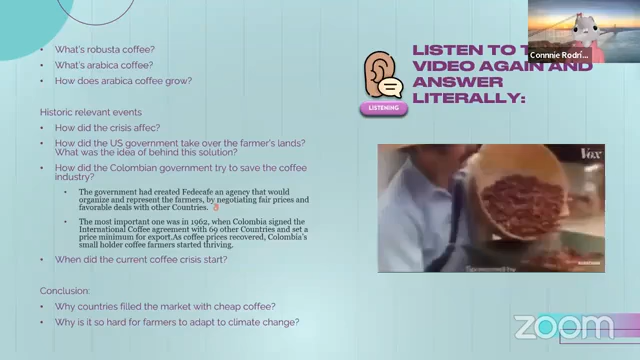 What's robusta coffee?
What's arabica coffee?
How does arabica coffee grow?
Historic relevant events
How did the crisis affec?
How did the US government take over the farmer's lands?
What was the idea of behind this solution?
How did the Colombian government try to save the coffee
industry?
The government had created Fedecafe an agency that would
organize and represent the farmers, by negotiating fair prices and
favorable deals with other Countries.
The most important one was in 1962, when Colombia signed the
International Coffee agreement with 69 other Countries and set a
price minimum for export.As coffee prices recovered, Colombia's
small holder coffee farmers started thriving.
When did the current coffee crisis start?
Conclusion:
Why countries filled the market with cheap coffee?
Why is it so hard for farmers to adapt to climate change?
LISTENING
LISTEN TO T
VIDEO AGAIN AND
ANSWER
LITERALLY:
Connnie Rodrí...
Vox
zoom